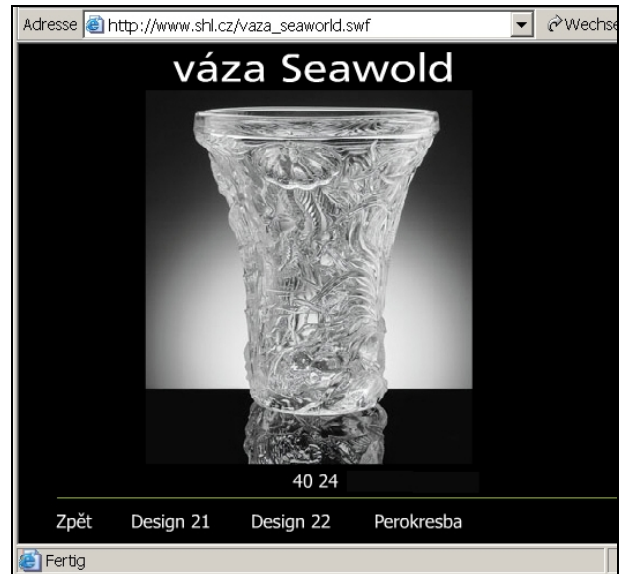 Adresse http://www.shl.cz/vaza_seaworld.swf Wechse
váza Seawold
40 24
Zpět Design 21 Design 22 Perokresba
Fertig